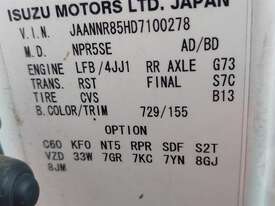 ISUZU MOTORS LTD. JAPAN
V.I.N. JAANNR85HD7100278
M.D. NPR5SE AD/BD
ENGINE LFB/4JJ1 RR AXLE G73
TRANS RST FINAL S7C
TIRE CVS B13
B.COLOR/TRIM 729/155
OPTION
C60 KFO NT5 RPR SDF S2T
VZD 33W 7GR 7KC 7YN 8GJ
8JM